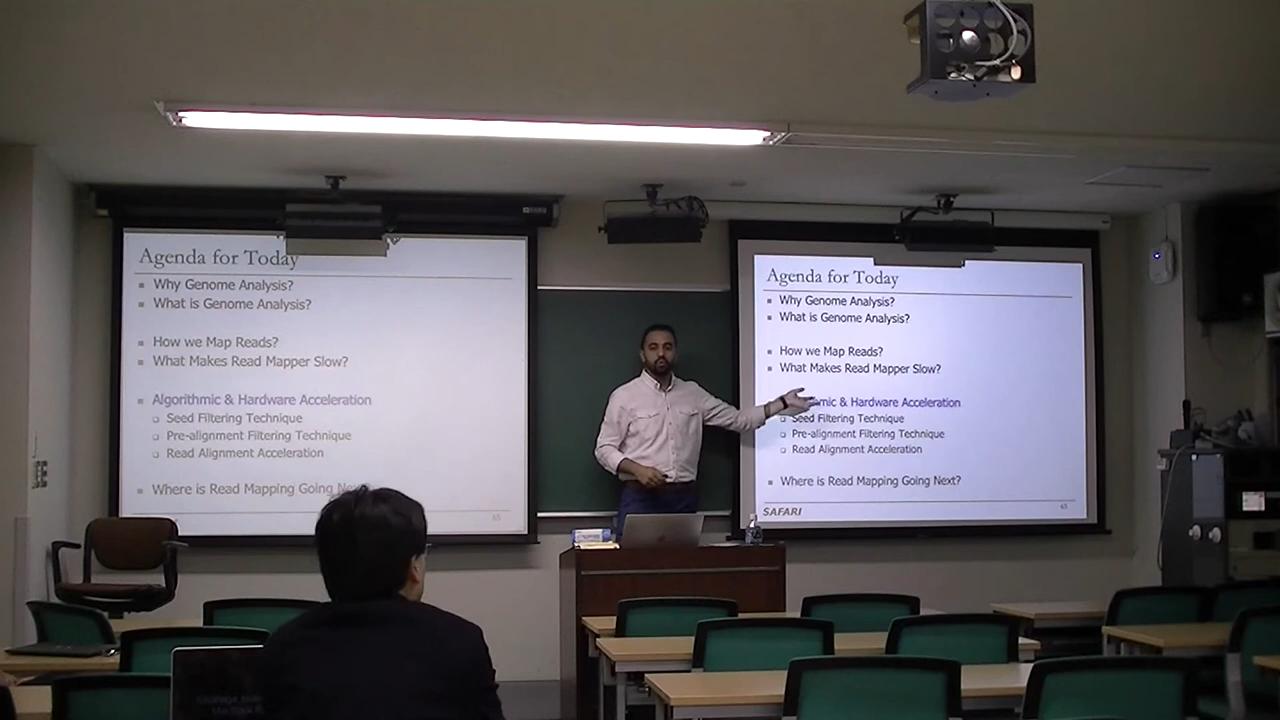 Agenda for Today
Why Genome Analysis?
What is Genome Analysis?
How we Map Reads?
What Makes Read Mapper Slow?
Algorithmic & Hardware Acceleration
Seed Filtering Technique
Pre-alignment Filtering Technique
Read Alignment Acceleration
Where is Read Mapping Going Next?
65
Agenda for Today
Why Genome Analysis?
What is Genome Analysis?
How we Map Reads?
What Makes Read Mapper Slow?
mic & Hardware Acceleration
Seed Filtering Technique
Pre-alignment Filtering Technique
Read Alignment Acceleration
Where is Read Mapping Going Next?
SAFARI
65